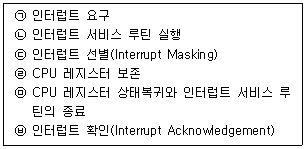 ㉠ 인터럽트 요구
㉡ 인터럽트 서비스 루틴 실행
㉢ 인터럽트 선별(Interrupt Masking)
㉣ CPU 레지스터 보존
㉤ CPU 레지스터 상태복귀와 인터럽트 서비스 루
틴의 종료
㉥ 인터럽트 확인(Interrupt Acknowledgement)